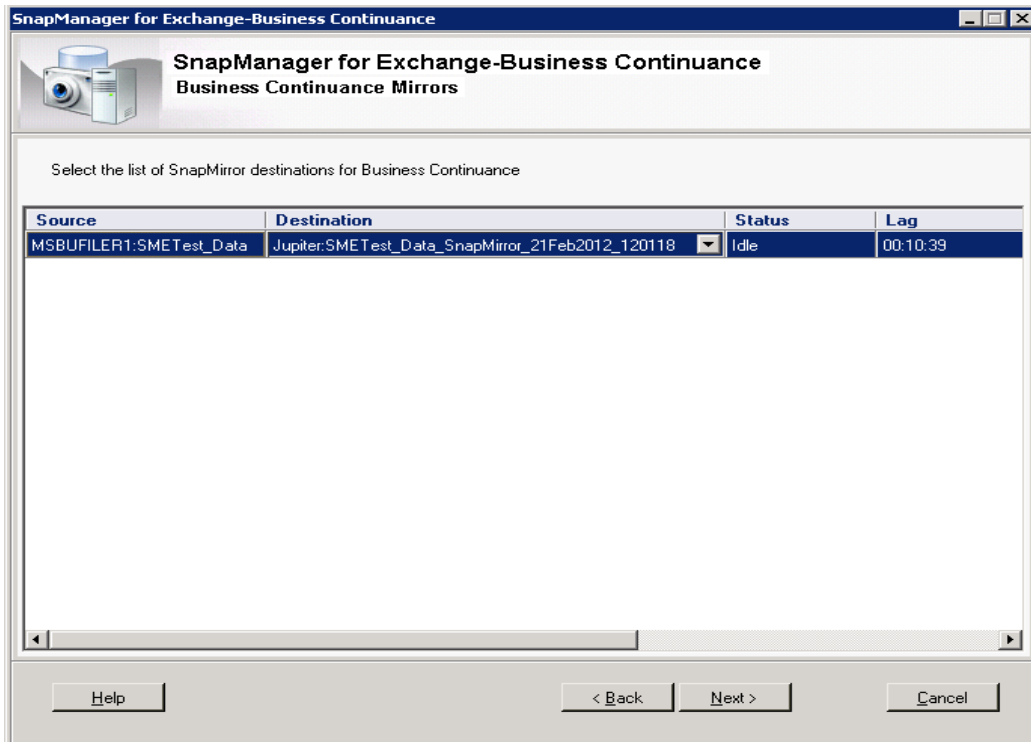 SnapManager for Exchange-Business Continuance
SnapManager for Exchange-Business Continuance
Business Continuance Mirrors
Select the list of SnapMirror destinations for Business Continuance
Source Destination Status Lag
MSBUFILER1:SMETest_Data Jupiter:SMETest_Data_SnapMirror_21Feb2012_120118 Idle 00:10:39
Help < Back Next > Cancel